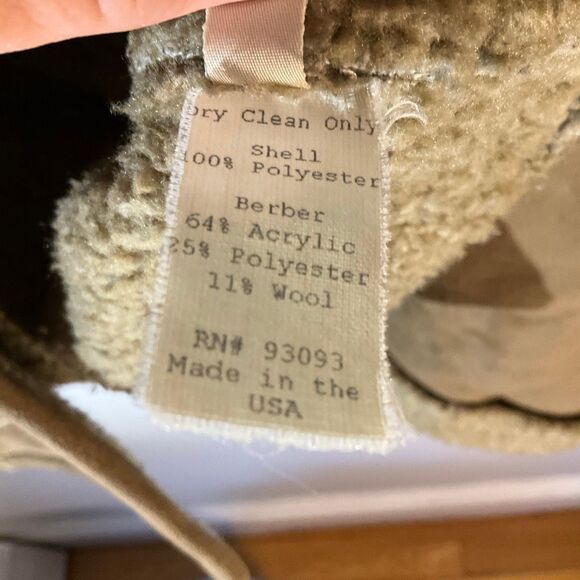 Dry Clean Only
Shell
100% Polyester
Berber
64% Acrylic
25% Polyester
11% Wool
RN# 93093
Made in the
USA